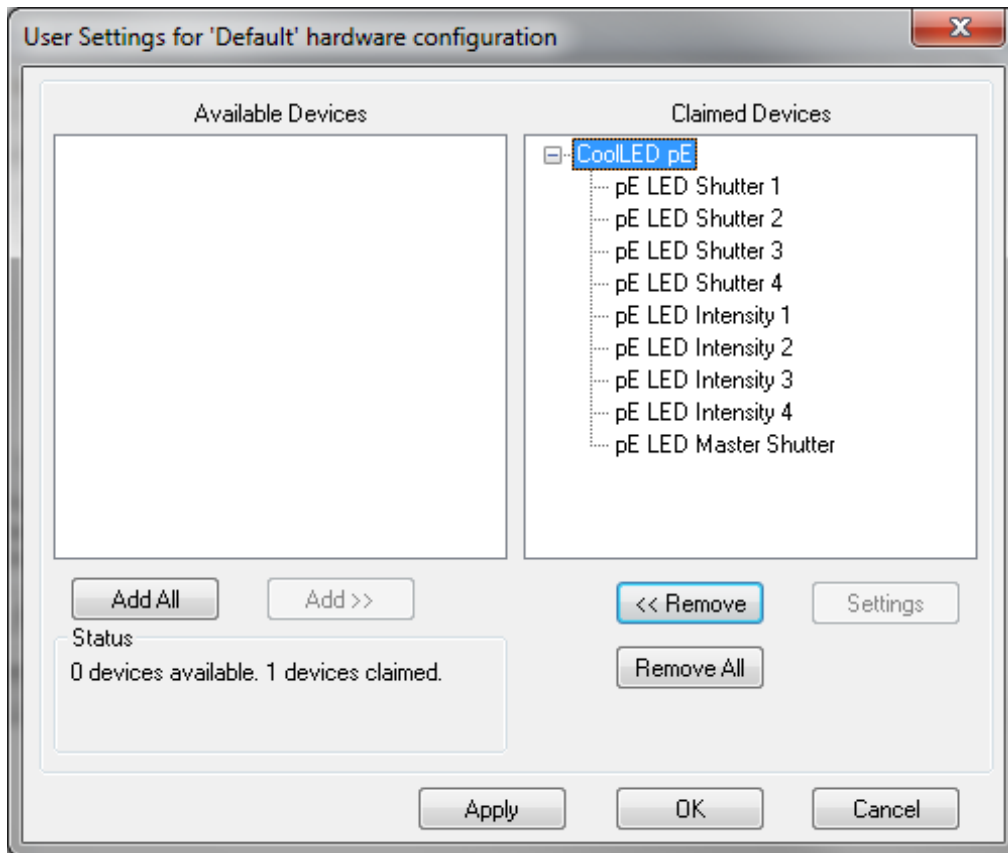 User Settings for 'Default' hardware configuration
Available Devices
Claimed Devices
CoolLED pE
pE LED Shutter 1
pE LED Shutter 2
pE LED Shutter 3
pE LED Shutter 4
pE LED Intensity 1
pE LED Intensity 2
pE LED Intensity 3
pE LED Intensity 4
pE LED Master Shutter
Add All
Add >>
<< Remove
Settings
Status
0 devices available. 1 devices claimed.
Remove All
Apply
OK
Cancel